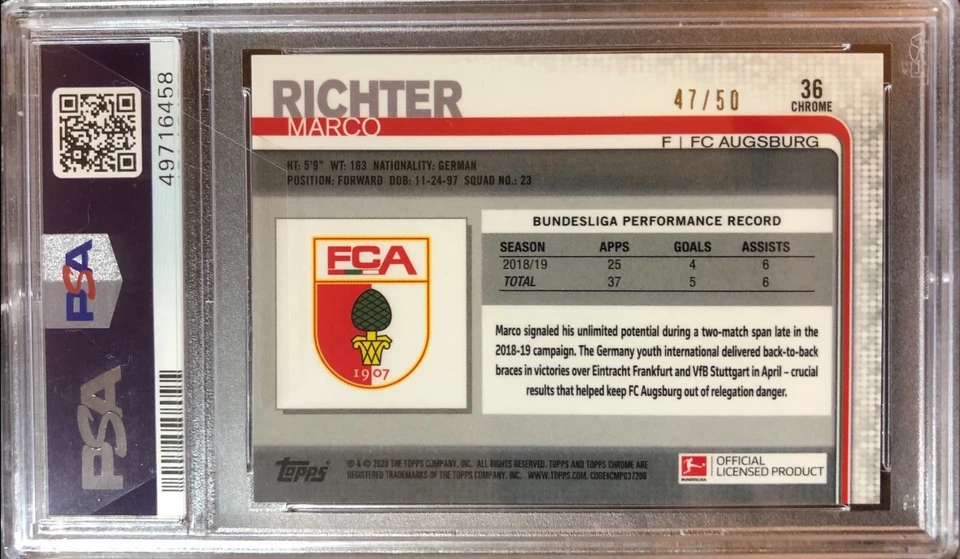 49716458
PSA
PSA
RICHTER
MARCO
47/50
36
CHROME
F | FC AUGSBURG
HT: 5'9" WT: 163 NATIONALITY: GERMAN
POSITION: FORWARD DOB: 11-24-97 SQUAD NO.: 23
FCA
1907
BUNDESLIGA PERFORMANCE RECORD
SEASON APPS GOALS ASSISTS
2018/19 25 4 6
TOTAL 37 5 6
Marco signaled his unlimited potential during a two-match span late in the
2018-19 campaign. The Germany youth international delivered back-to-back
braces in victories over Eintracht Frankfurt and VfB Stuttgart in April – crucial
results that helped keep FC Augsburg out of relegation danger.
Topps
® & © 2020 THE TOPPS COMPANY, INC. ALL RIGHTS RESERVED. TOPPS AND TOPPS CHROME ARE
REGISTERED TRADEMARKS OF THE TOPPS COMPANY, INC. WWW.TOPPS.COM. CODE#CMP037206
BUNDESLIGA
OFFICIAL
LICENSED PRODUCT
PSA